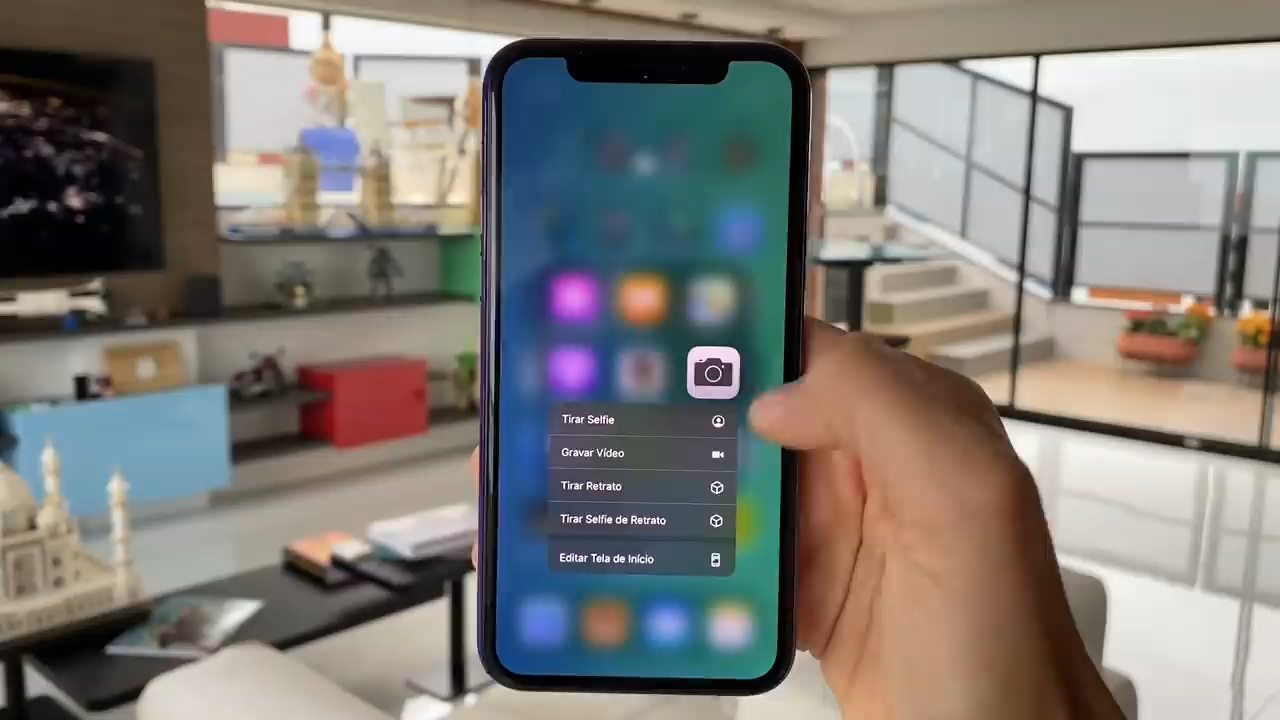 Tirar Selfie
Gravar Vídeo
Tirar Retrato
Tirar Selfie de Retrato
Editar Tela de Início